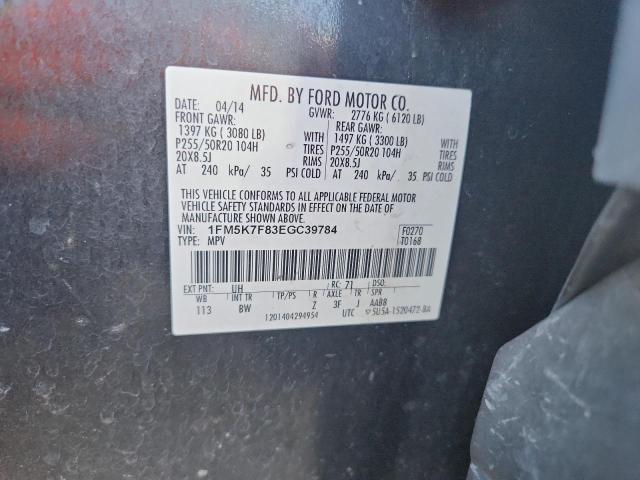 MFD. BY FORD MOTOR CO.
DATE: 04/14 GVWR: 2776 KG (6120 LB)
FRONT GAWR: REAR GAWR:
1397 KG (3080 LB) WITH 1497 KG (3300 LB) WITH
P255/50R20 104H TIRES P255/50R20 104H TIRES
20X8.5J RIMS 20X8.5J RIMS
AT 240 kPa/ 35 PSI COLD AT 240 kPa/ 35 PSI COLD
THIS VEHICLE CONFORMS TO ALL APPLICABLE FEDERAL MOTOR
VEHICLE SAFETY STANDARDS IN EFFECT ON THE DATE OF
MANUFACTURE SHOWN ABOVE.
VIN: 1FM5K7F83EGC39784 F0270
TYPE: MPV T0168
EXT PNT: UH RC: 71 DSO:
WB INT TR TP/PS R AXLE TR SPR
113 BW Z 3F J AABB
1201404294954 UTC 5U5A-1520472-BA